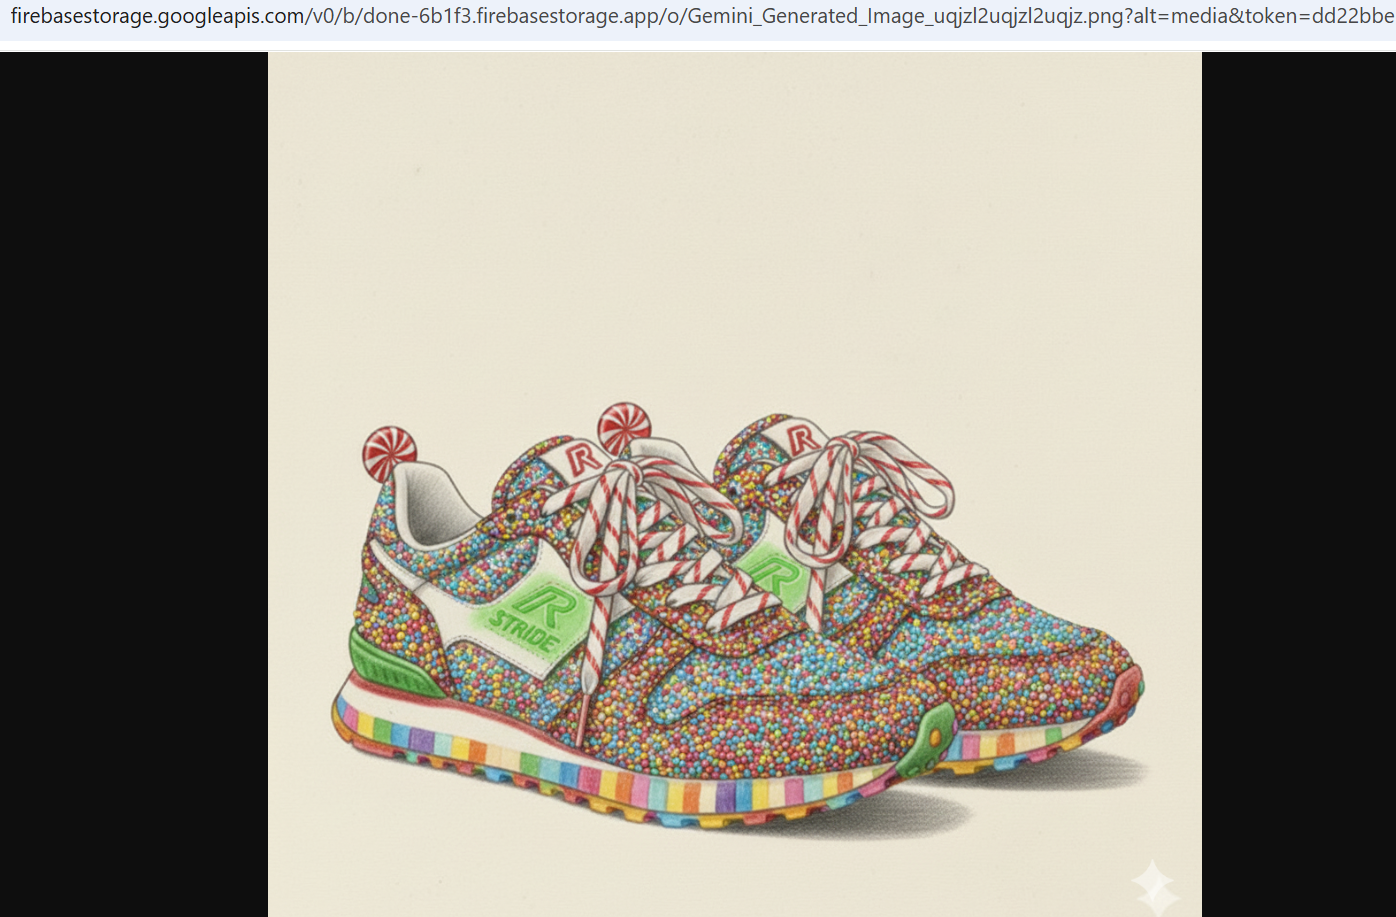 firebasestorage.googleapis.com/v0/b/done-6b1f3.firebasestorage.app/o/Gemini_Generated_Image_uqjzl2uqjzl2uqjz.png?alt=media&token=dd22bbe
R
R
R
STRIDE
R